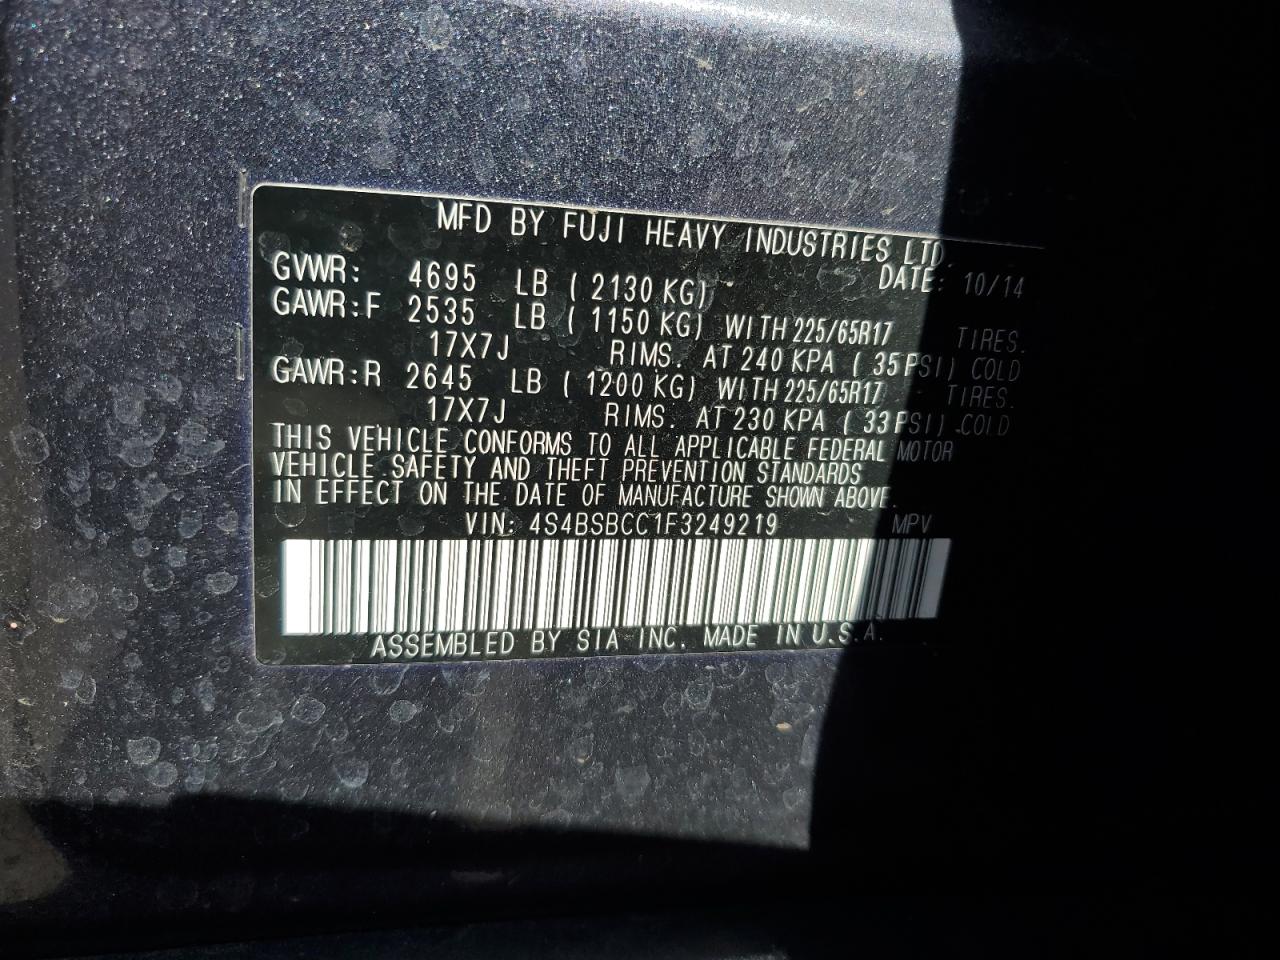 MFD BY FUJI HEAVY INDUSTRIES LTD.
DATE: 10/14
GVWR: 4695 LB ( 2130 KG)
GAWR:F 2535 LB ( 1150 KG) WITH 225/65R17 TIRES.
17X7J RIMS. AT 240 KPA ( 35 PSI) COLD
GAWR:R 2645 LB ( 1200 KG) WITH 225/65R17 TIRES.
17X7J RIMS. AT 230 KPA ( 33 PSI) COLD
THIS VEHICLE CONFORMS TO ALL APPLICABLE FEDERAL MOTOR
VEHICLE SAFETY AND THEFT PREVENTION STANDARDS
IN EFFECT ON THE DATE OF MANUFACTURE SHOWN ABOVE.
VIN: 4S4BSBCC1F3249219 MPV
ASSEMBLED BY SIA INC. MADE IN U.S.A.